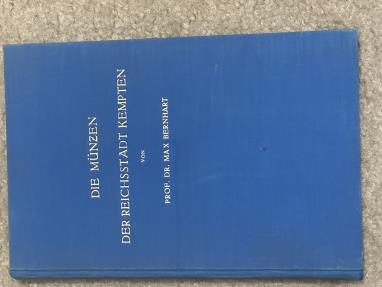 DIE MÜNZEN
DER REICHSSTADT KEMPTEN
VON
PROF. DR. MAX BERNHART